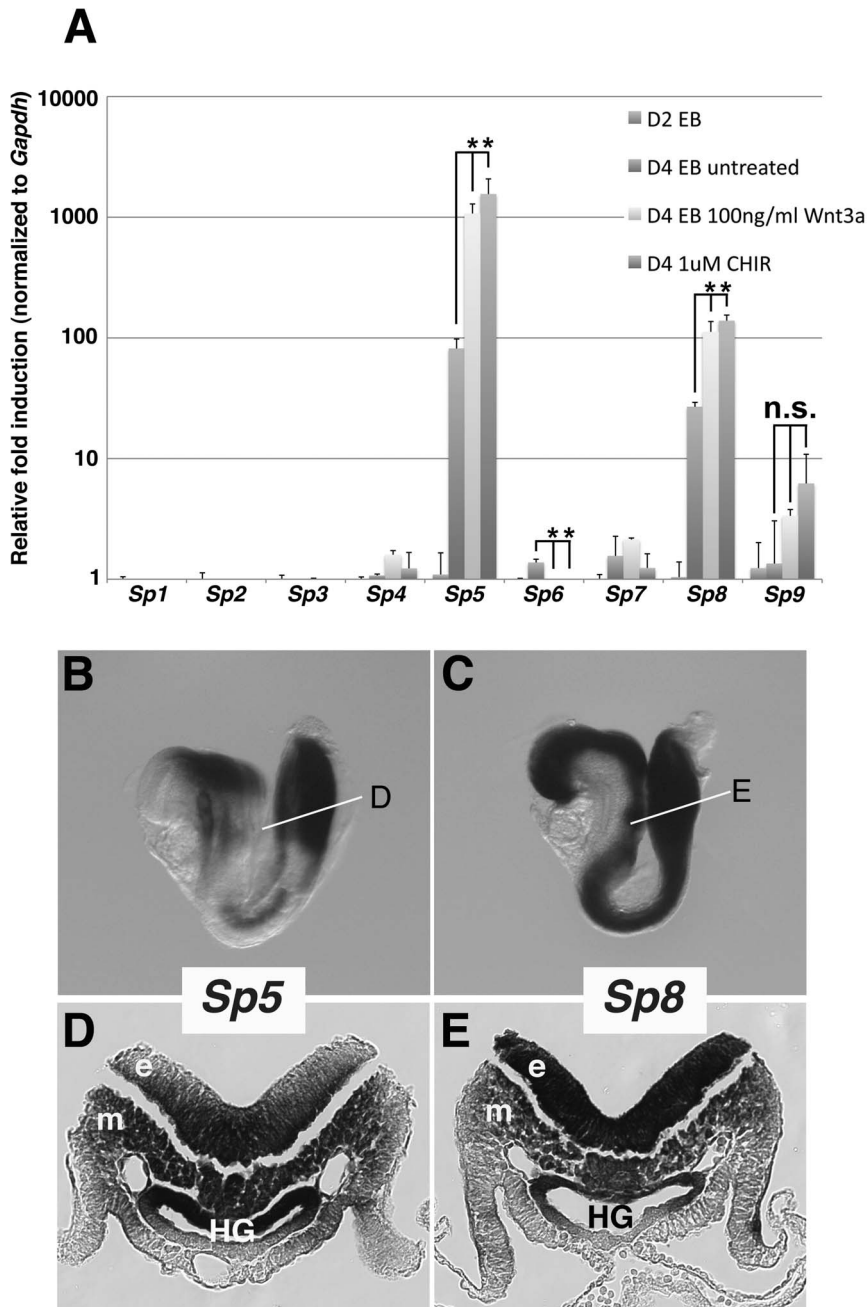 A
Relative fold induction (normalized to Gapdh)
10000
1000
100
10
1
D2 EB
D4 EB untreated
D4 EB 100ng/ml Wnt3a
D4 1uM CHIR
**
**
**
n.s.
Sp1 Sp2 Sp3 Sp4 Sp5 Sp6 Sp7 Sp8 Sp9
B
D
C
E
Sp5
Sp8
D
e
m
HG
E
e
m
HG